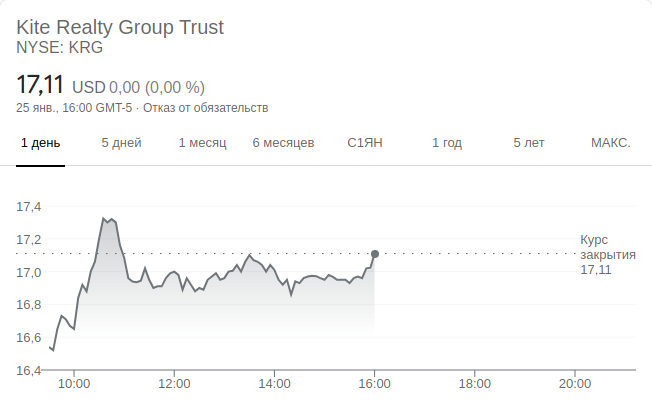 Kite Realty Group Trust
NYSE: KRG
17,11 USD 0,00 (0,00 %)
25 янв., 16:00 GMT-5 · Отказ от обязательств
1 день 5 дней 1 месяц 6 месяцев С1ЯН 1 год 5 лет МАКС.
17,4
17,2
17,0
16,8
16,6
16,4
Курс
закрытия
17,11
10:00 12:00 14:00 16:00 18:00 20:00